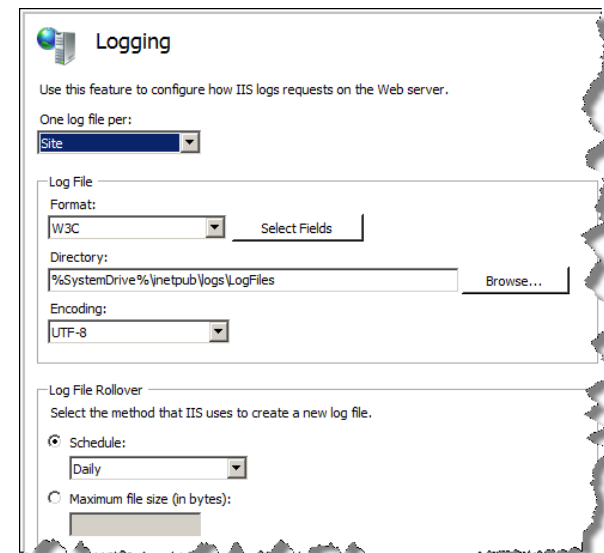 Logging
Use this feature to configure how IIS logs requests on the Web server.
One log file per:
Site
Log File
Format:
W3C
Select Fields
Directory:
%SystemDrive%\inetpub\logs\LogFiles
Browse...
Encoding:
UTF-8
Log File Rollover
Select the method that IIS uses to create a new log file.
Schedule:
Daily
Maximum file size (in bytes):